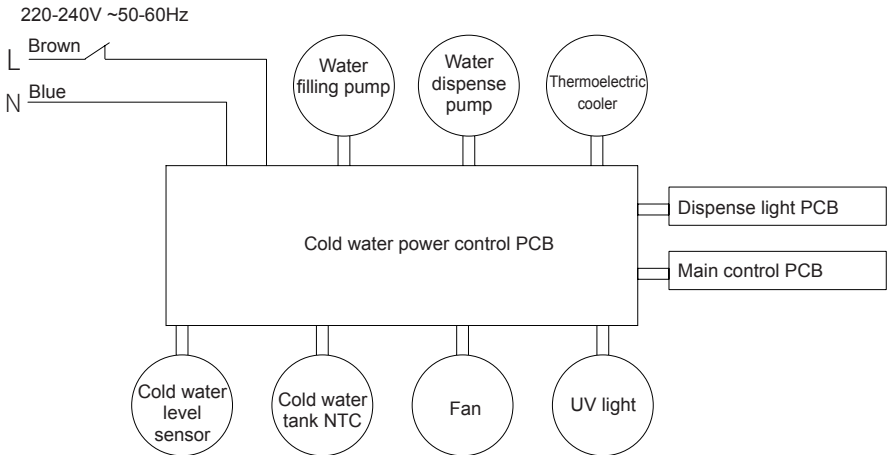 220-240V ~50-60Hz
L
Brown
N
Blue
Water
filling pump
Water
dispense
pump
Thermoelectric
cooler
Cold water power control PCB
Dispense light PCB
Main control PCB
Cold water
level
sensor
Cold water
tank NTC
Fan
UV light